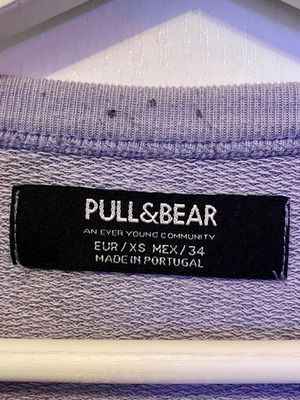 PULL&BEAR
AN EVER YOUNG COMMUNITY
EUR/XS MEX/34
MADE IN PORTUGAL